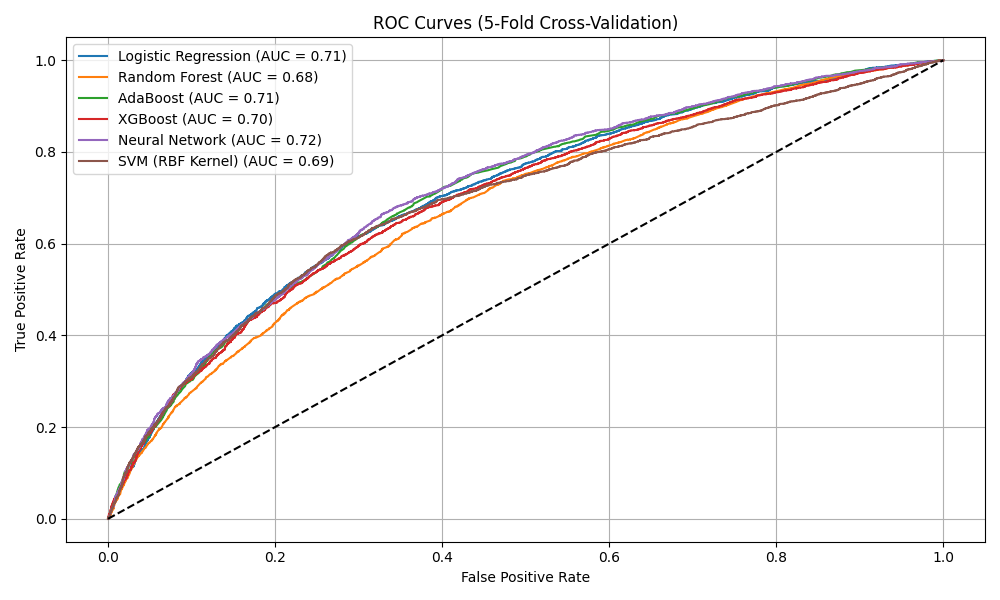 ROC Curves (5-Fold Cross-Validation)
Logistic Regression (AUC = 0.71)
Random Forest (AUC = 0.68)
AdaBoost (AUC = 0.71)
XGBoost (AUC = 0.70)
Neural Network (AUC = 0.72)
SVM (RBF Kernel) (AUC = 0.69)
True Positive Rate
1.0
0.8
0.6
0.4
0.2
0.0
0.0 0.2 0.4 0.6 0.8 1.0
False Positive Rate